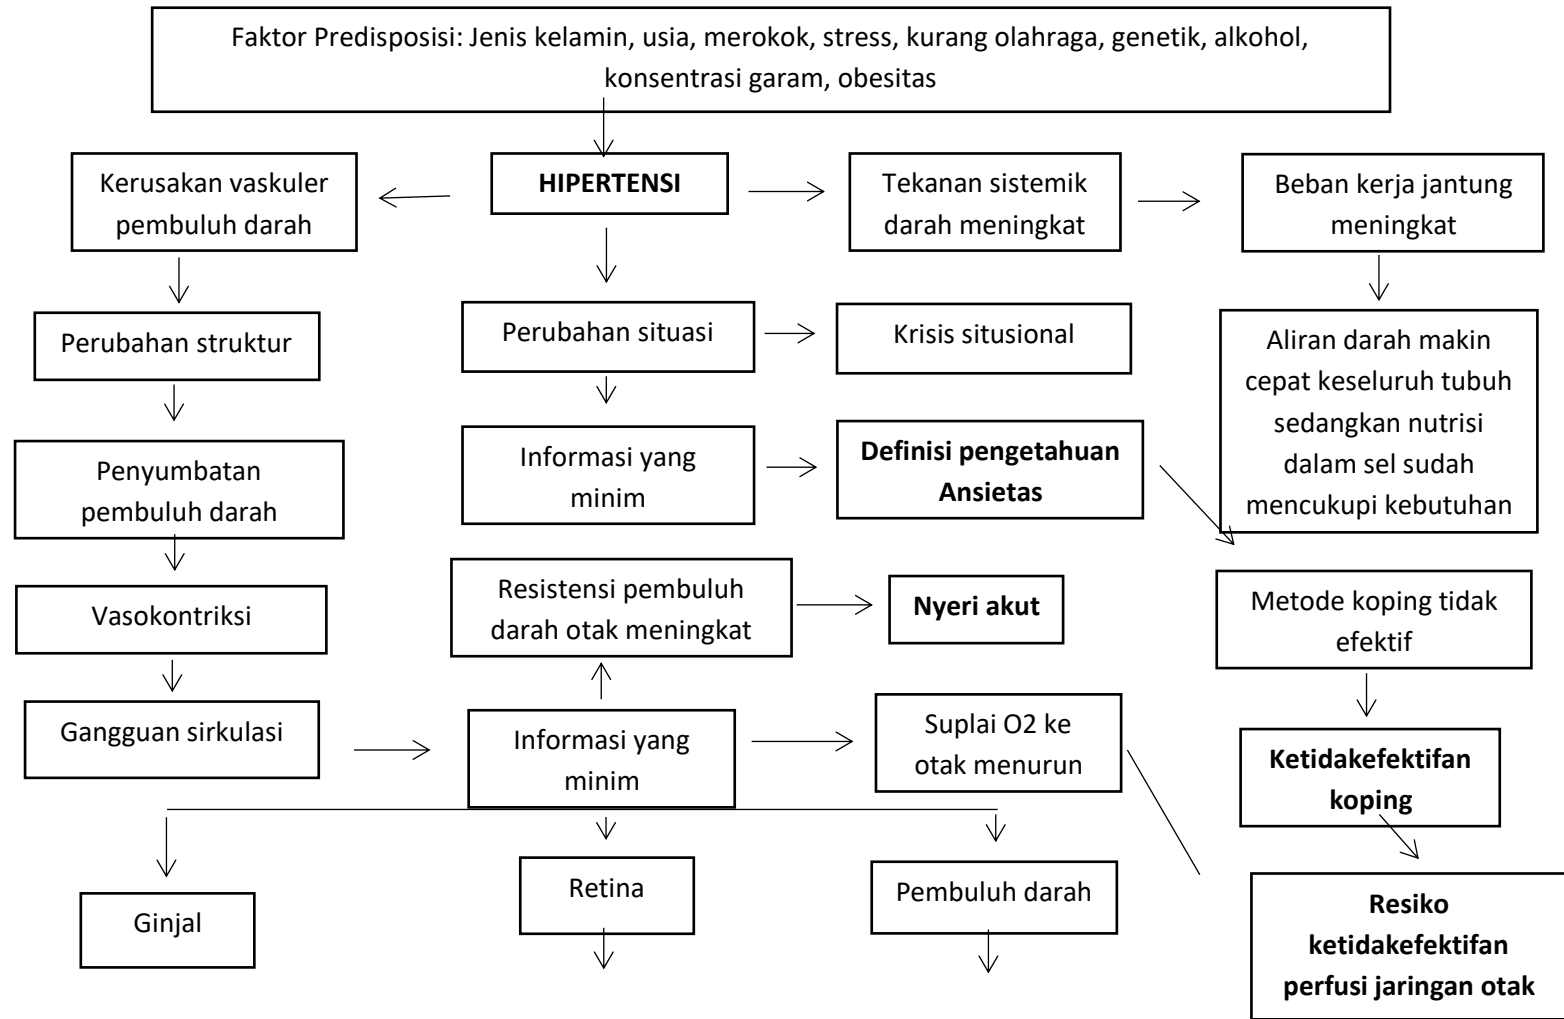 Faktor Predisposisi: Jenis kelamin, usia, merokok, stress, kurang olahraga, genetik, alkohol,
konsentrasi garam, obesitas
Kerusakan vaskuler
pembuluh darah
HIPERTENSI
Tekanan sistemik
darah meningkat
Beban kerja jantung
meningkat
Perubahan struktur
Perubahan situasi
Krisis situsional
Aliran darah makin
cepat keseluruh tubuh
sedangkan nutrisi
dalam sel sudah
mencukupi kebutuhan
Penyumbatan
pembuluh darah
Informasi yang
minim
Definisi pengetahuan
Ansietas
Vasokontriksi
Resistensi pembuluh
darah otak meningkat
Nyeri akut
Metode koping tidak
efektif
Gangguan sirkulasi
Informasi yang
minim
Suplai O2 ke
otak menurun
Ketidakefektifan
koping
Ginjal
Retina
Pembuluh darah
Resiko
ketidakefektifan
perfusi jaringan otak